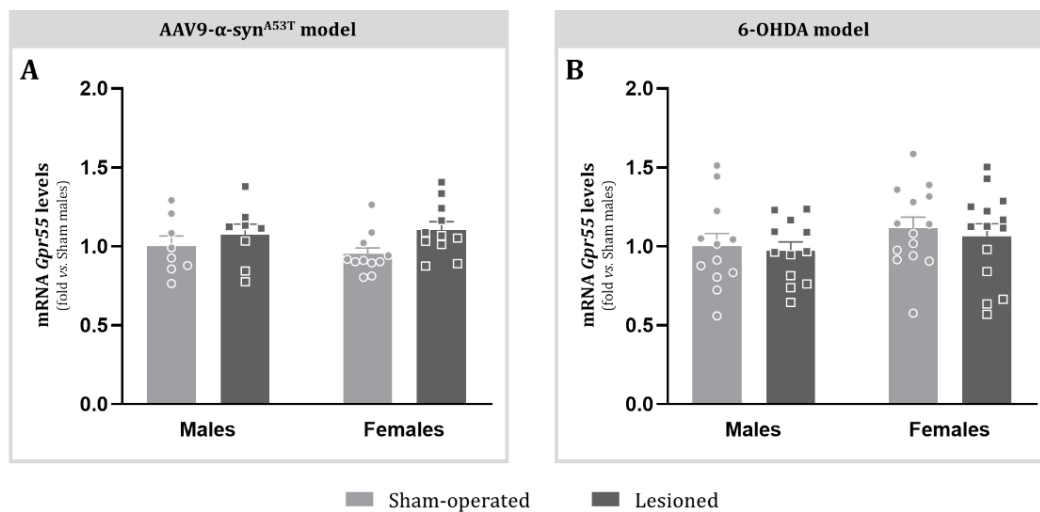 AAV9-α-syn^A53T model
A
mRNA Gpr55 levels
(fold vs. Sham males)
2.0
1.5
1.0
0.5
0.0
Males
Females
6-OHDA model
B
mRNA Gpr55 levels
(fold vs. Sham males)
2.0
1.5
1.0
0.5
0.0
Males
Females
Sham-operated
Lesioned